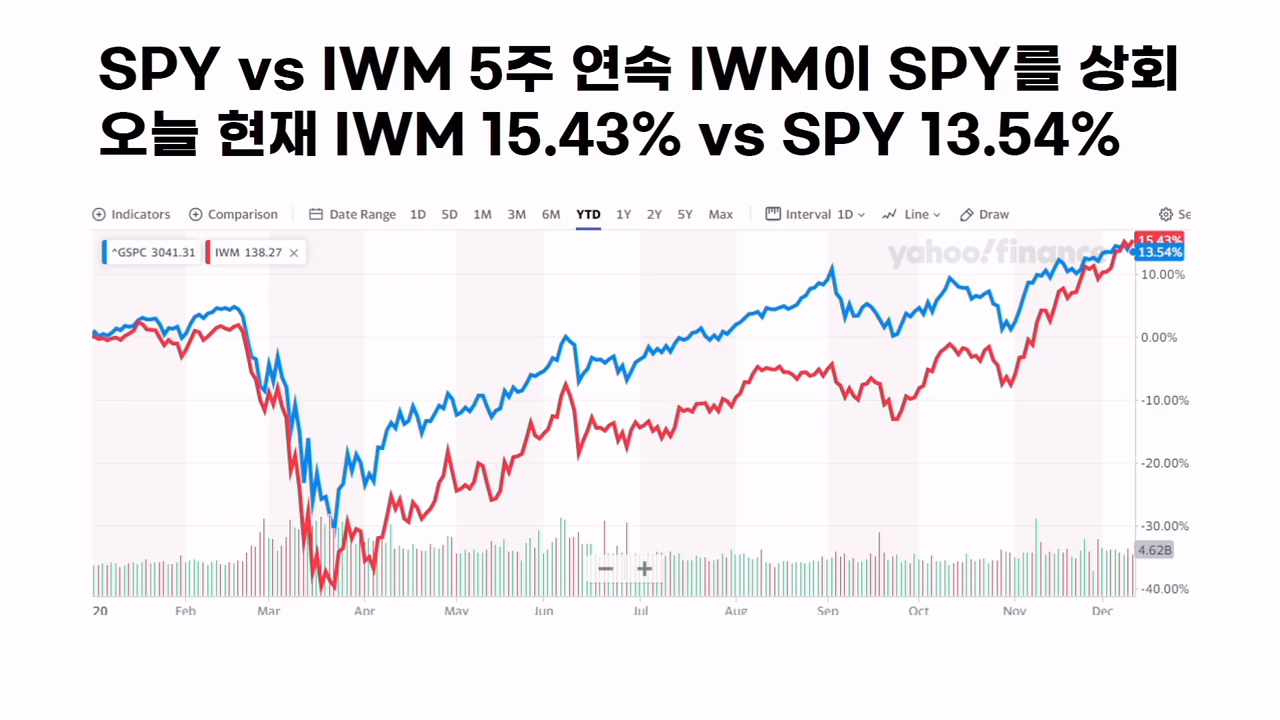 SPY vs IWM 5주 연속 IWM이 SPY를 상회
오늘 현재 IWM 15.43% vs SPY 13.54%
Indicators Comparison Date Range 1D 5D 1M 3M 6M YTD 1Y 2Y 5Y Max Interval 1D Line Draw Se
^GSPC 3041.31 IWM 138.27
yahoo!finance
15.43%
13.54%
10.00%
0.00%
-10.00%
-20.00%
-30.00%
4.62B
-40.00%
20 Feb Mar Apr May Jun Jul Aug Sep Oct Nov Dec